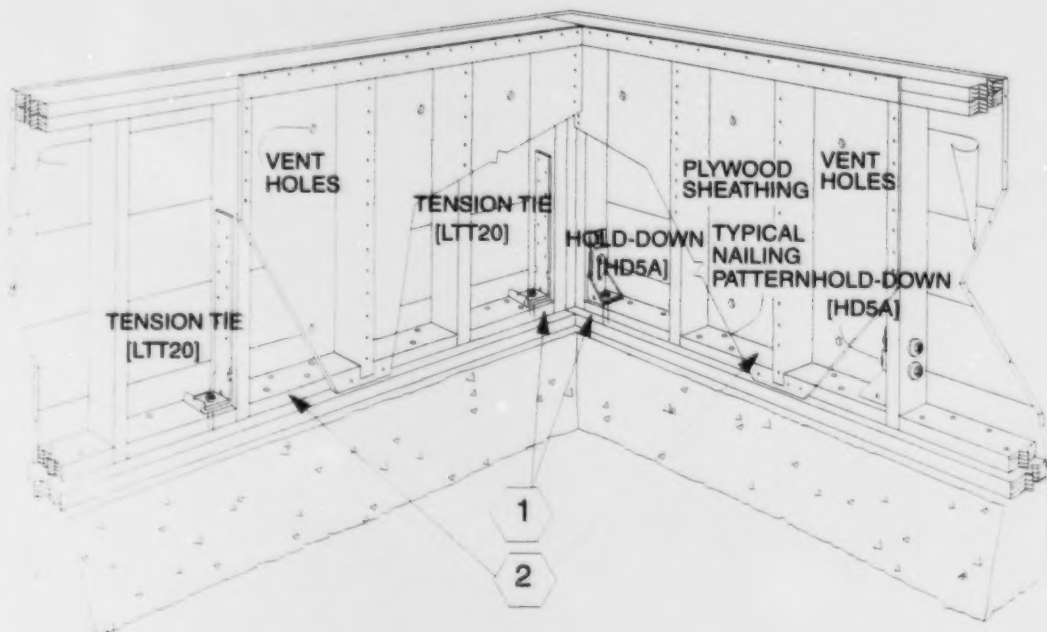 VENT
HOLES
TENSION TIE
[LTT20]
PLYWOOD
SHEATHING
VENT
HOLES
TENSION TIE
[LTT20]
HOLD-DOWN
[HD5A]
TYPICAL
NAILING
PATTERN
HOLD-DOWN
[HD5A]
1
2